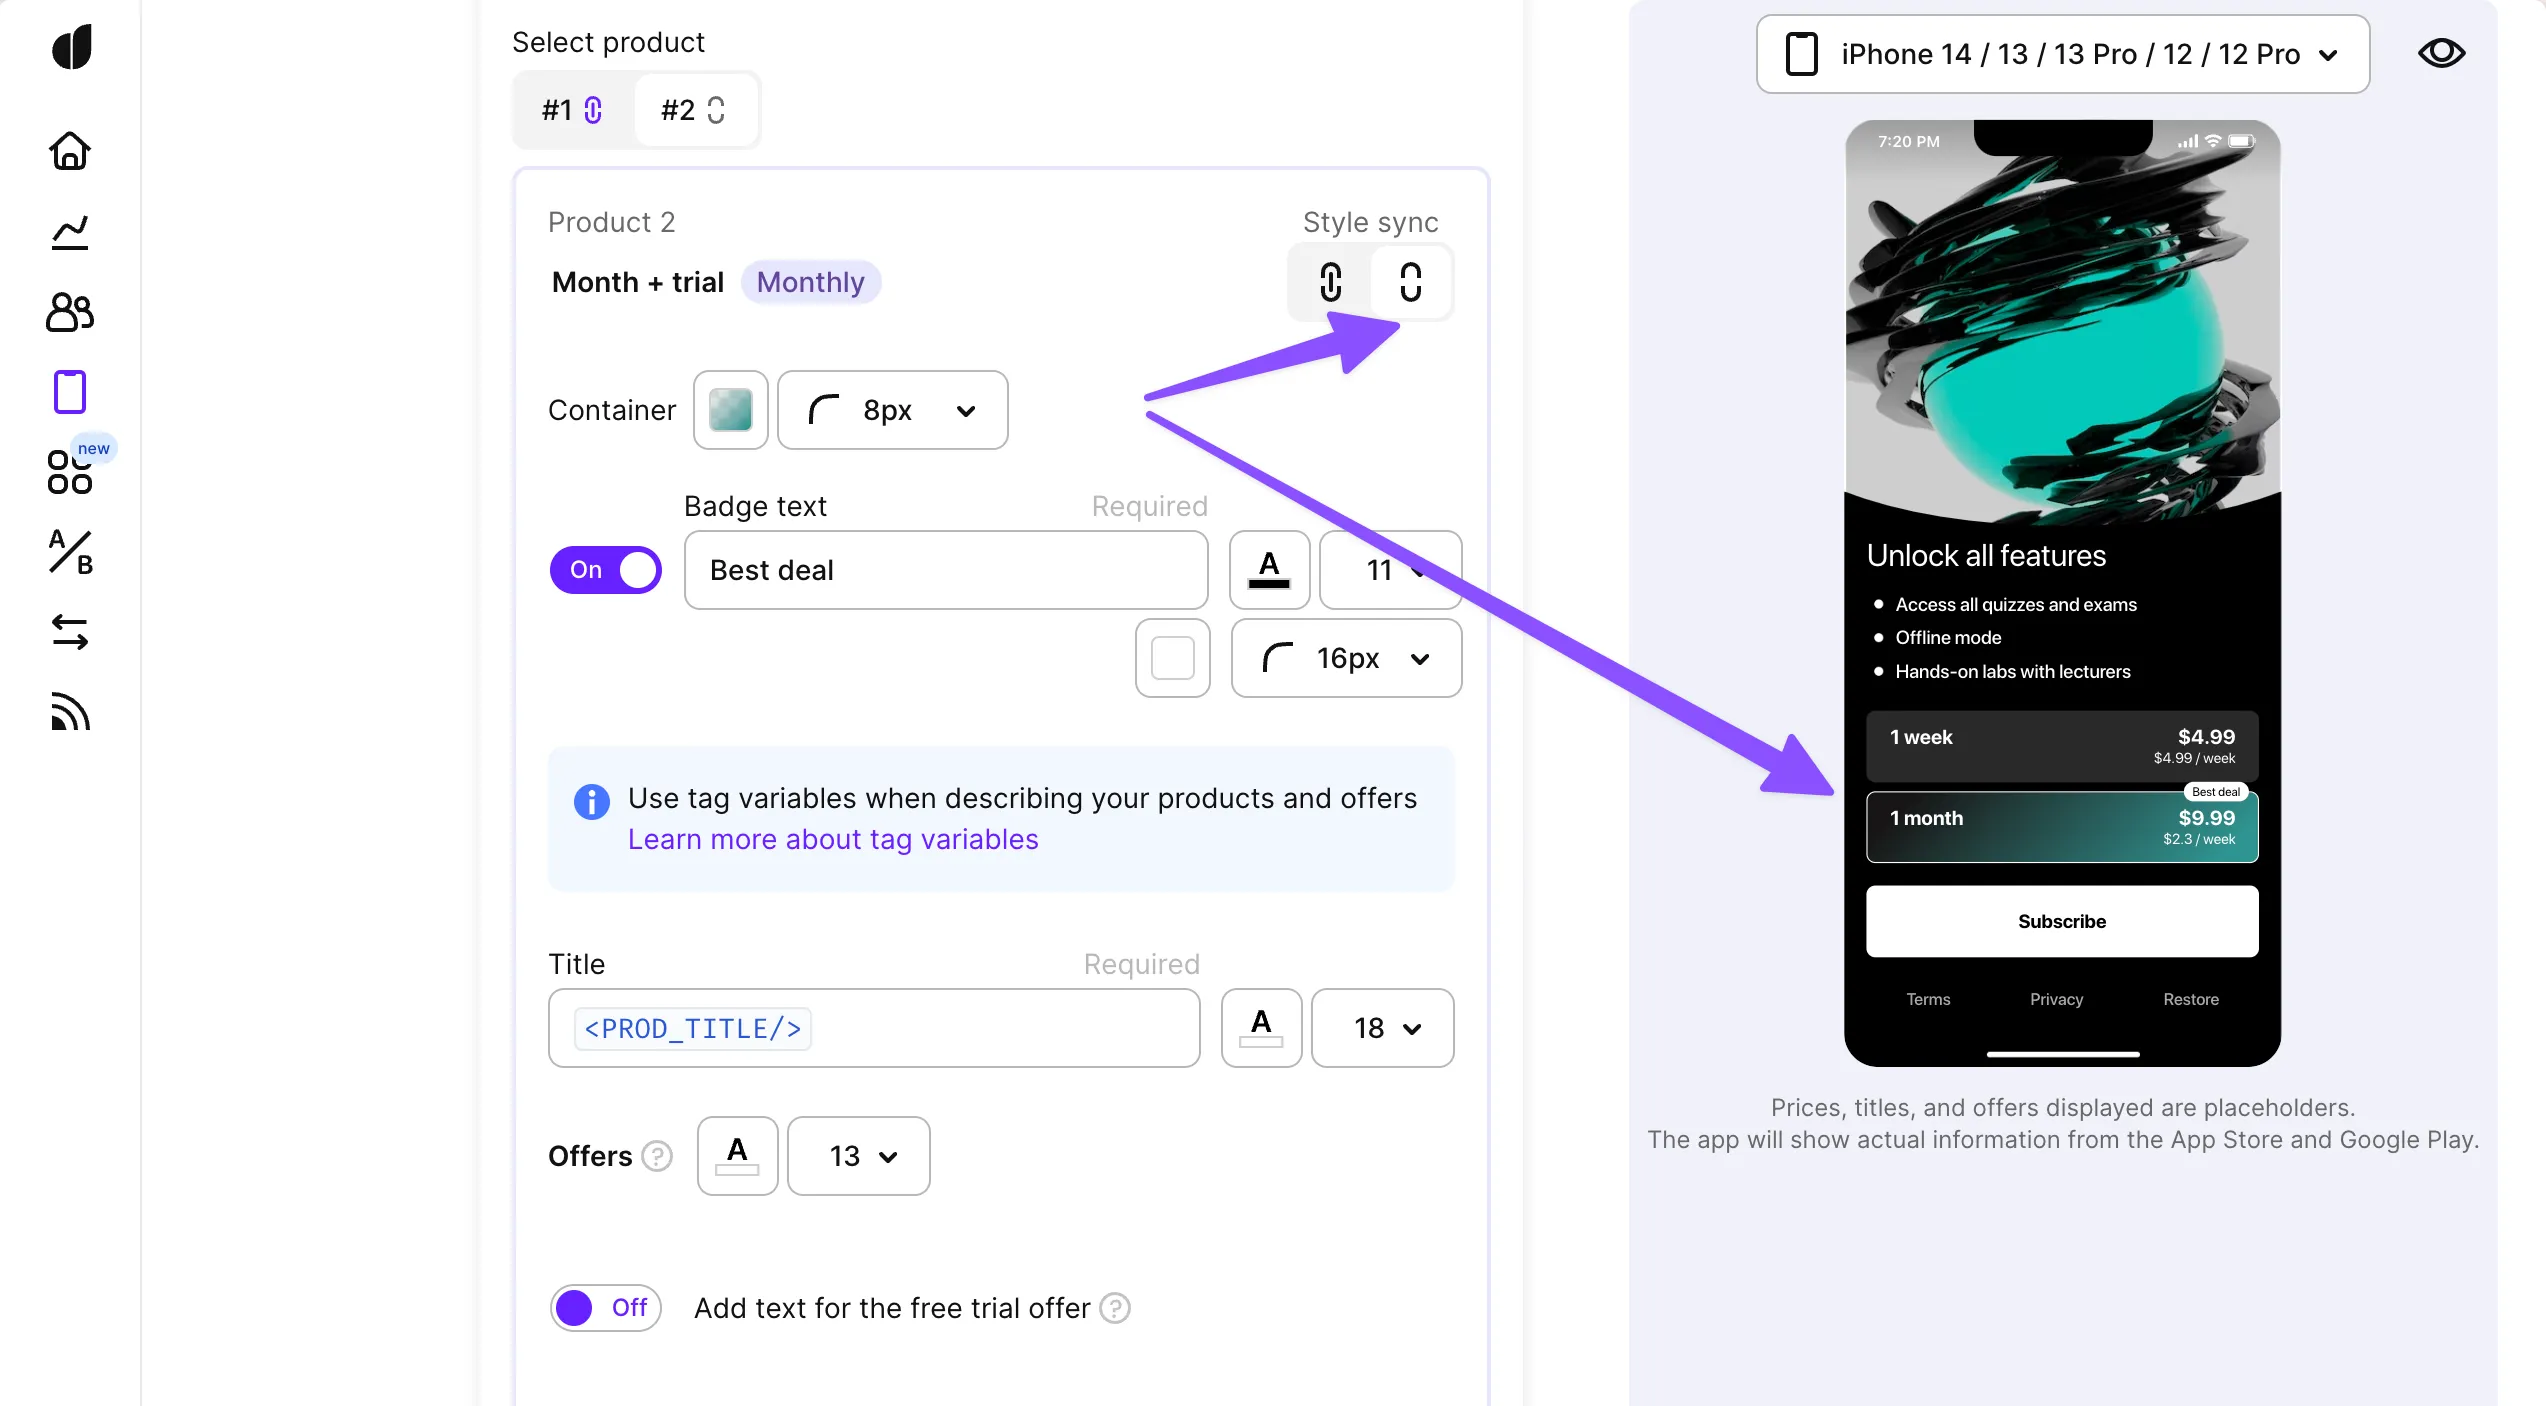 Select product
#1
#2
Product 2
Style sync
Month + trial
Monthly
Container
8px
new
A/B
Badge text
Required
On
Best deal
A
11
16px
Use tag variables when describing your products and offers
Learn more about tag variables
Title
Required
<PROD_TITLE/>
A
18
Offers
?
A
13
Off
Add text for the free trial offer
?
iPhone 14 / 13 / 13 Pro / 12 / 12 Pro
7:20 PM
Unlock all features
Access all quizzes and exams
Offline mode
Hands-on labs with lecturers
1 week
$4.99
$4.99 / week
Best deal
1 month
$9.99
$2.3 / week
Subscribe
Terms
Privacy
Restore
Prices, titles, and offers displayed are placeholders.
The app will show actual information from the App Store and Google Play.